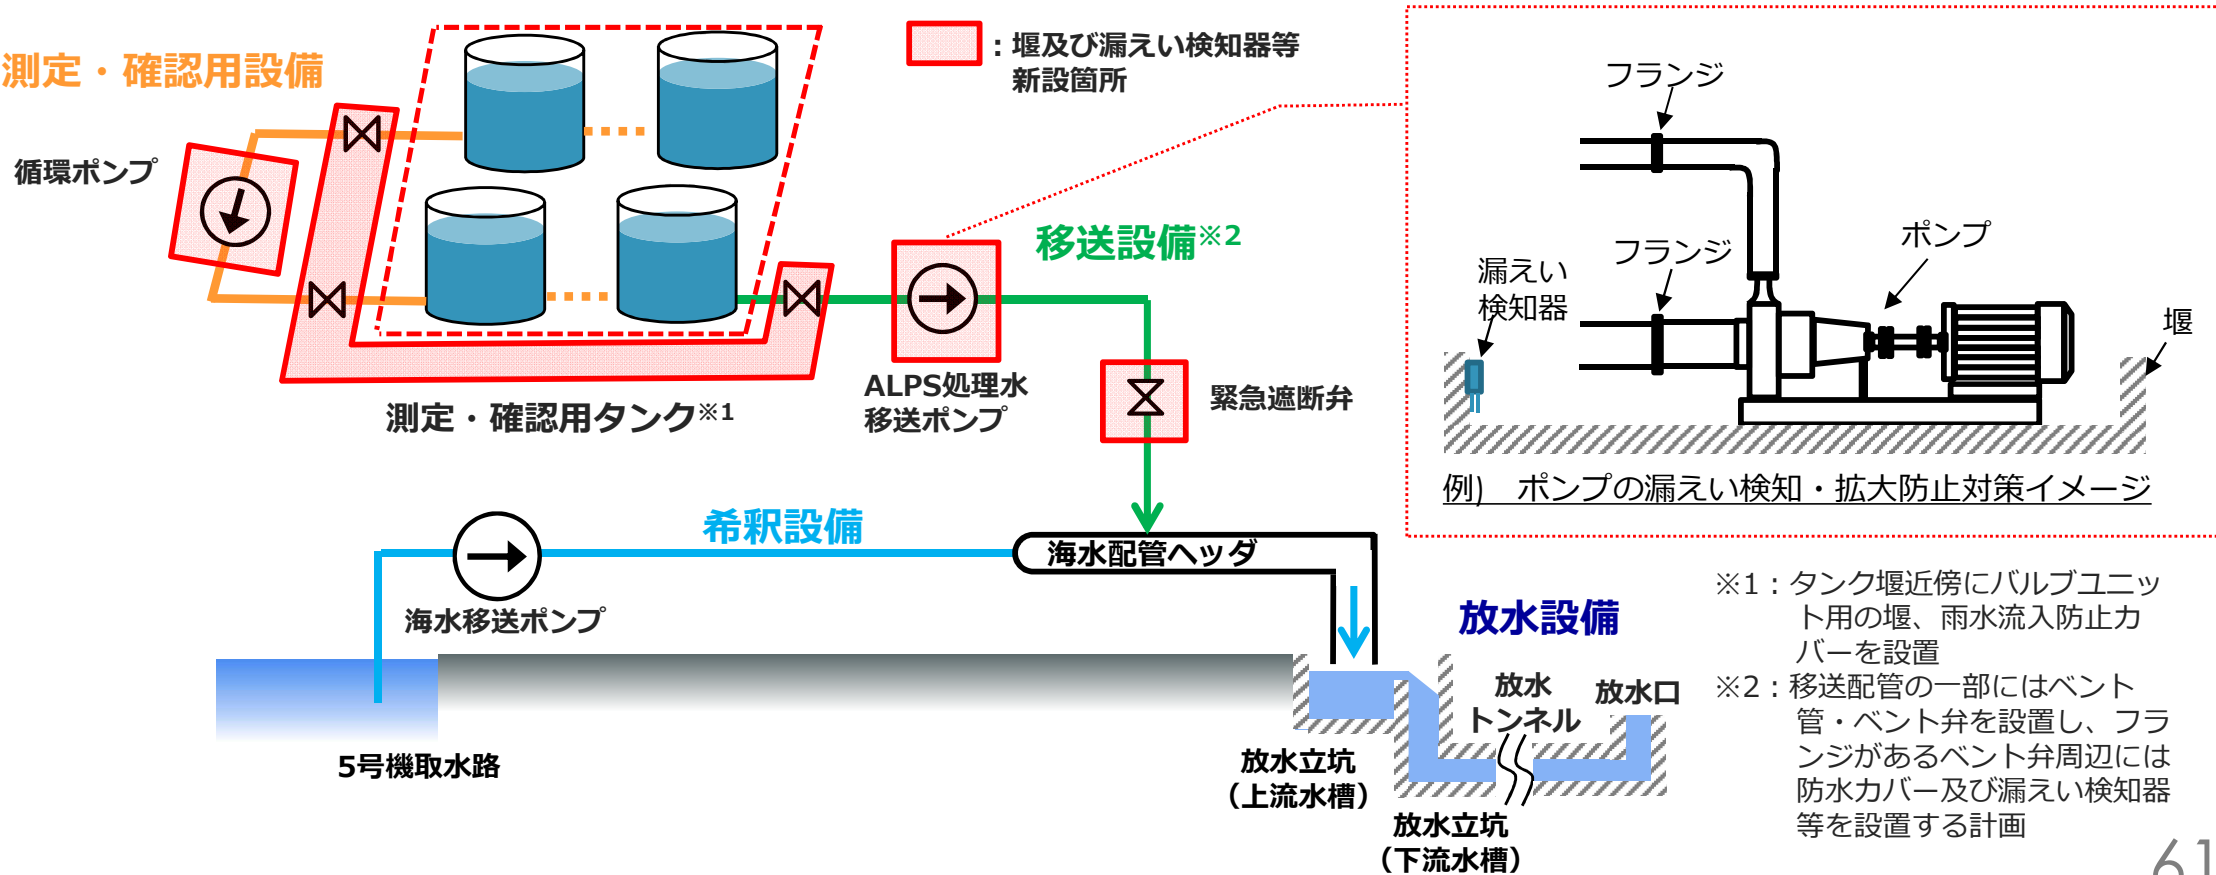 測定・確認用設備
：堰及び漏えい検知器等
新設箇所
循環ポンプ
移送設備※2
ALPS処理水
移送ポンプ
緊急遮断弁
測定・確認用タンク※1
フランジ
フランジ
ポンプ
漏えい
検知器
堰
例)　ポンプの漏えい検知・拡大防止対策イメージ
希釈設備
海水配管ヘッダ
海水移送ポンプ
放水設備
放水
トンネル
放水口
5号機取水路
放水立坑
（上流水槽）
放水立坑
（下流水槽）
※1：タンク堰近傍にバルブユニッ
ト用の堰、雨水流入防止カ
バーを設置
※2：移送配管の一部にはベント
管・ベント弁を設置し、フラ
ンジがあるベント弁周辺には
防水カバー及び漏えい検知器
等を設置する計画
61